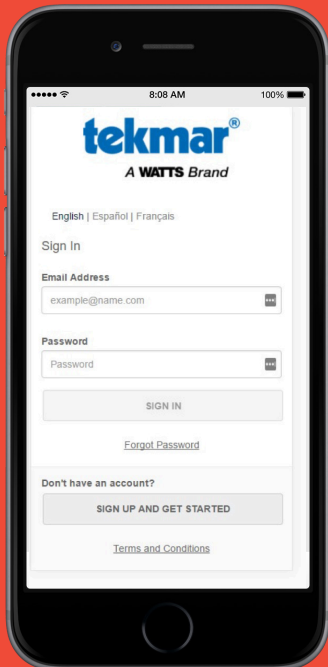 8:08 AM
100%
tekmar®
A WATTS Brand
English | Español | Français
Sign In
Email Address
example@name.com
Password
Password
SIGN IN
Forgot Password
Don't have an account?
SIGN UP AND GET STARTED
Terms and Conditions